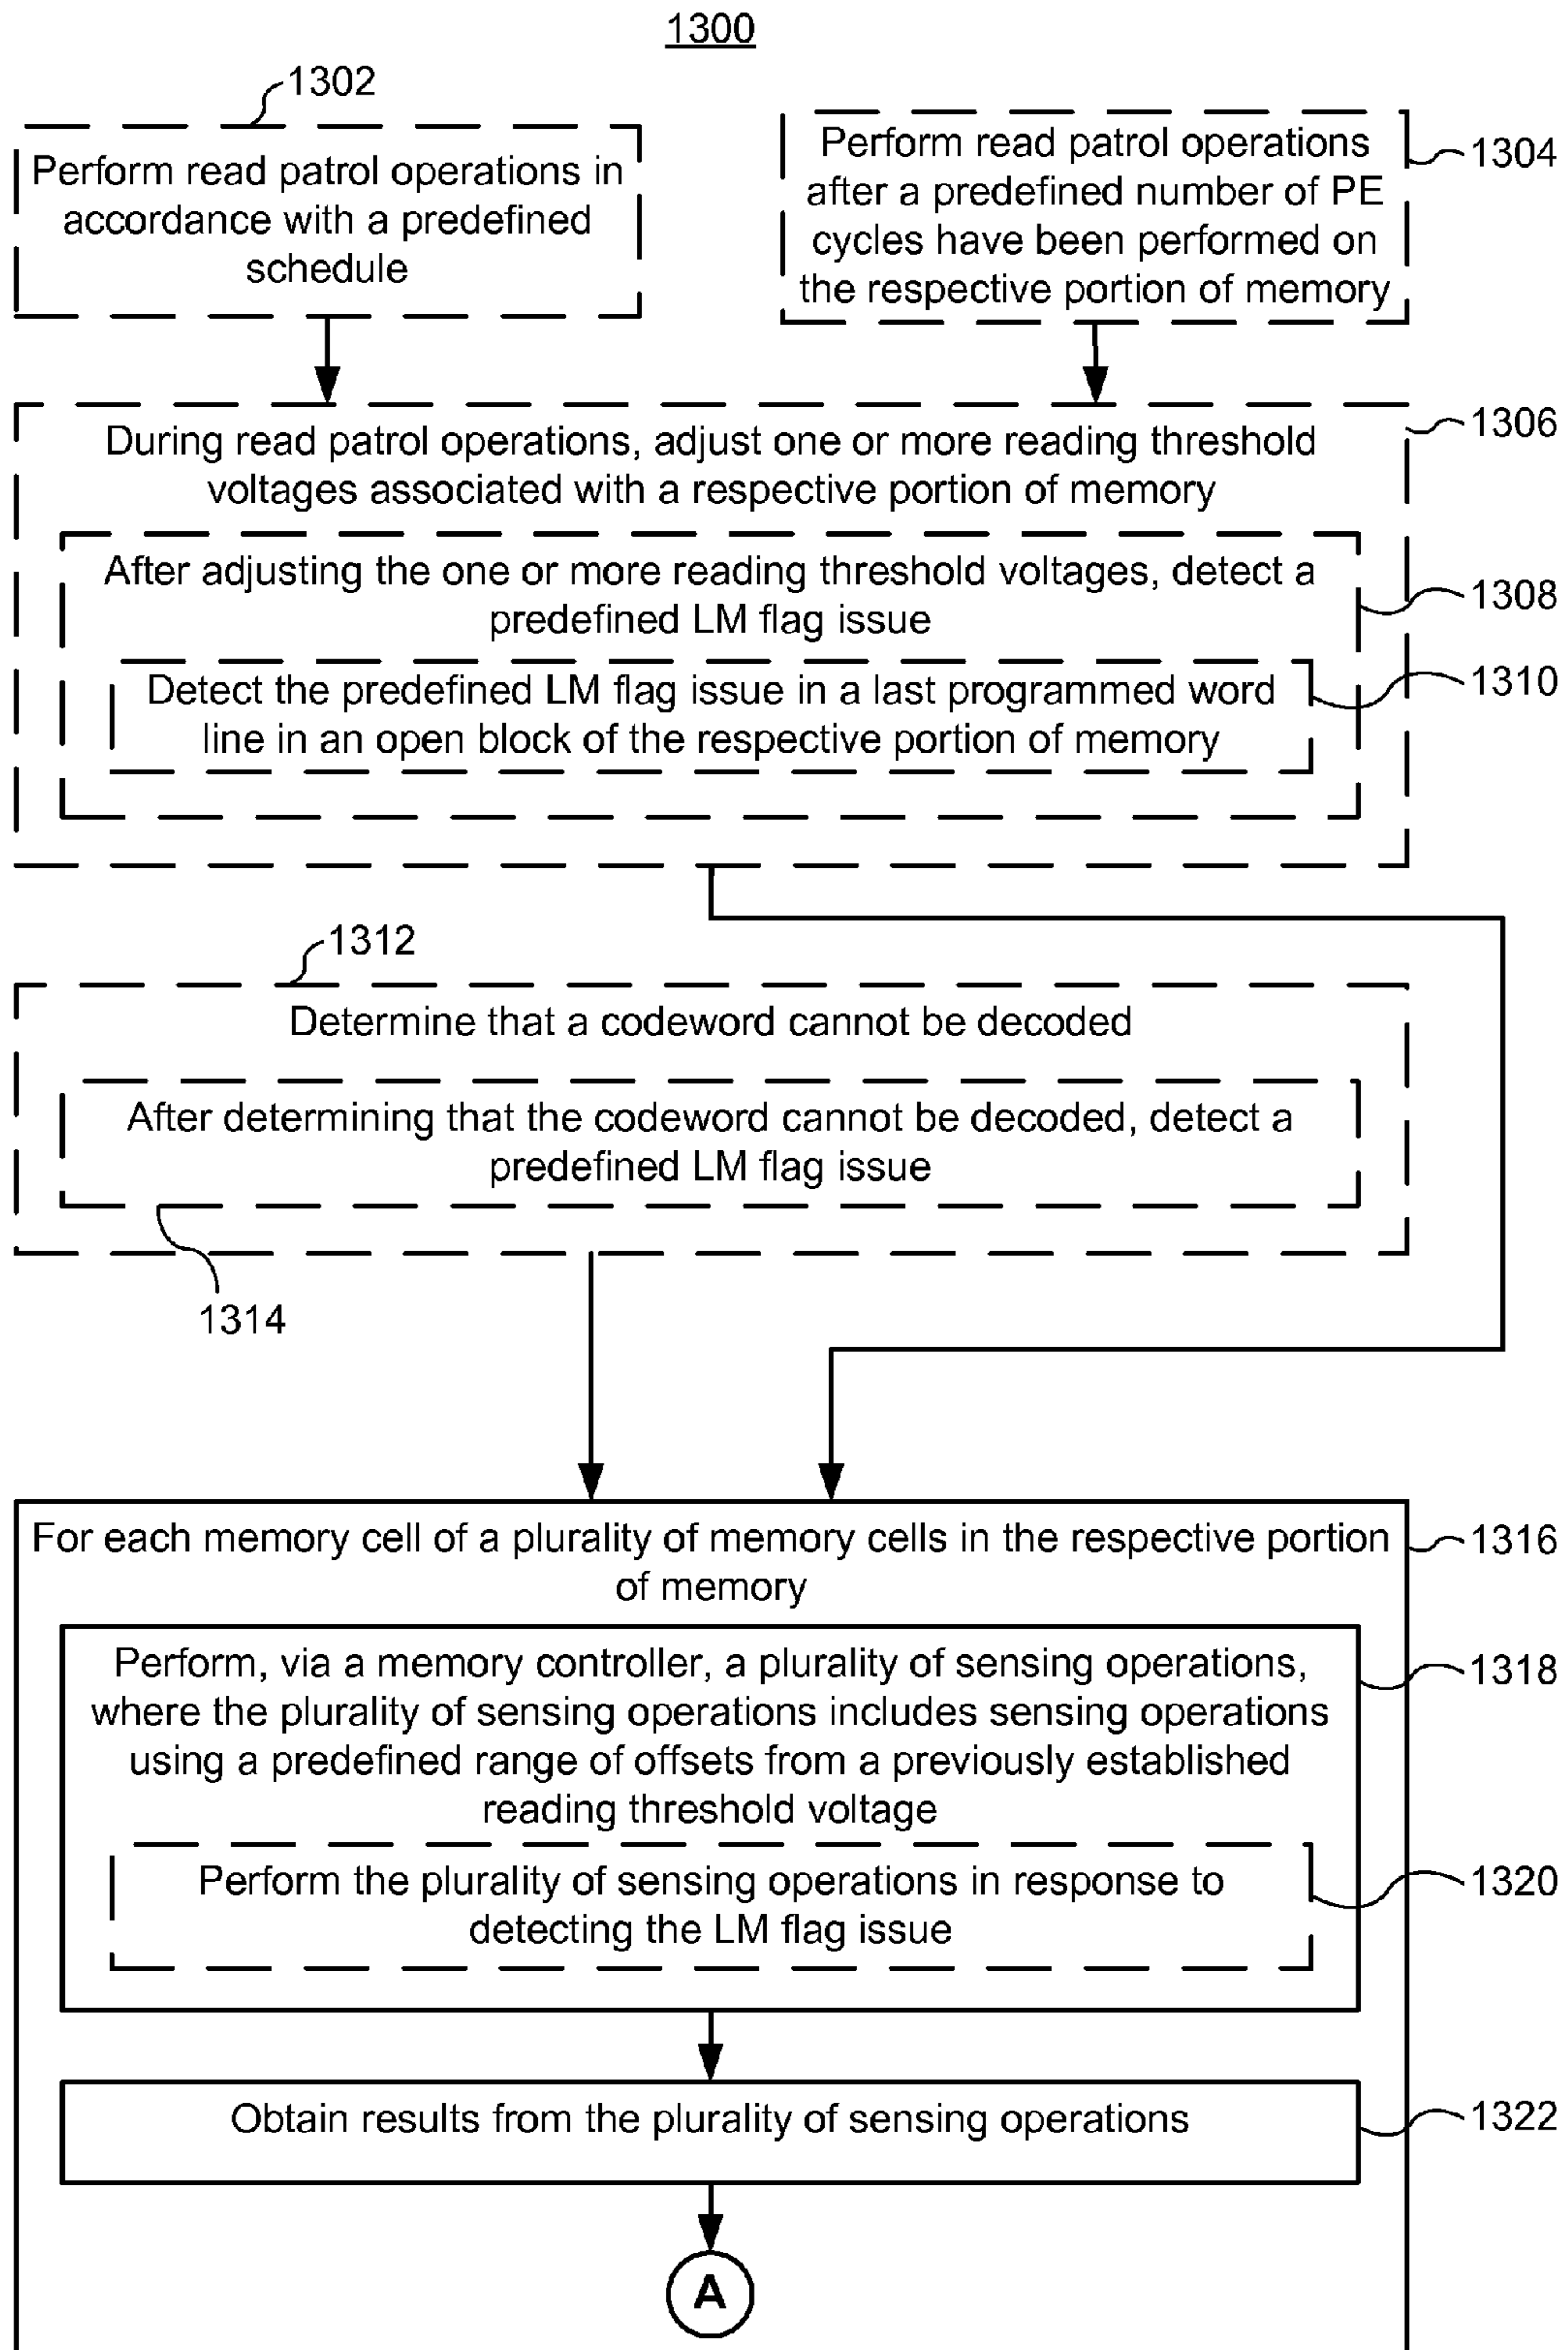 1300
1302
Perform read patrol operations in
accordance with a predefined
schedule
Perform read patrol operations
after a predefined number of PE
cycles have been performed on
the respective portion of memory
1304
During read patrol operations, adjust one or more reading threshold
voltages associated with a respective portion of memory
1306
After adjusting the one or more reading threshold voltages, detect a
predefined LM flag issue
1308
Detect the predefined LM flag issue in a last programmed word
line in an open block of the respective portion of memory
1310
1312
Determine that a codeword cannot be decoded
After determining that the codeword cannot be decoded, detect a
predefined LM flag issue
1314
For each memory cell of a plurality of memory cells in the respective portion
of memory
1316
Perform, via a memory controller, a plurality of sensing operations,
where the plurality of sensing operations includes sensing operations
using a predefined range of offsets from a previously established
reading threshold voltage
1318
Perform the plurality of sensing operations in response to
detecting the LM flag issue
1320
Obtain results from the plurality of sensing operations
1322
A